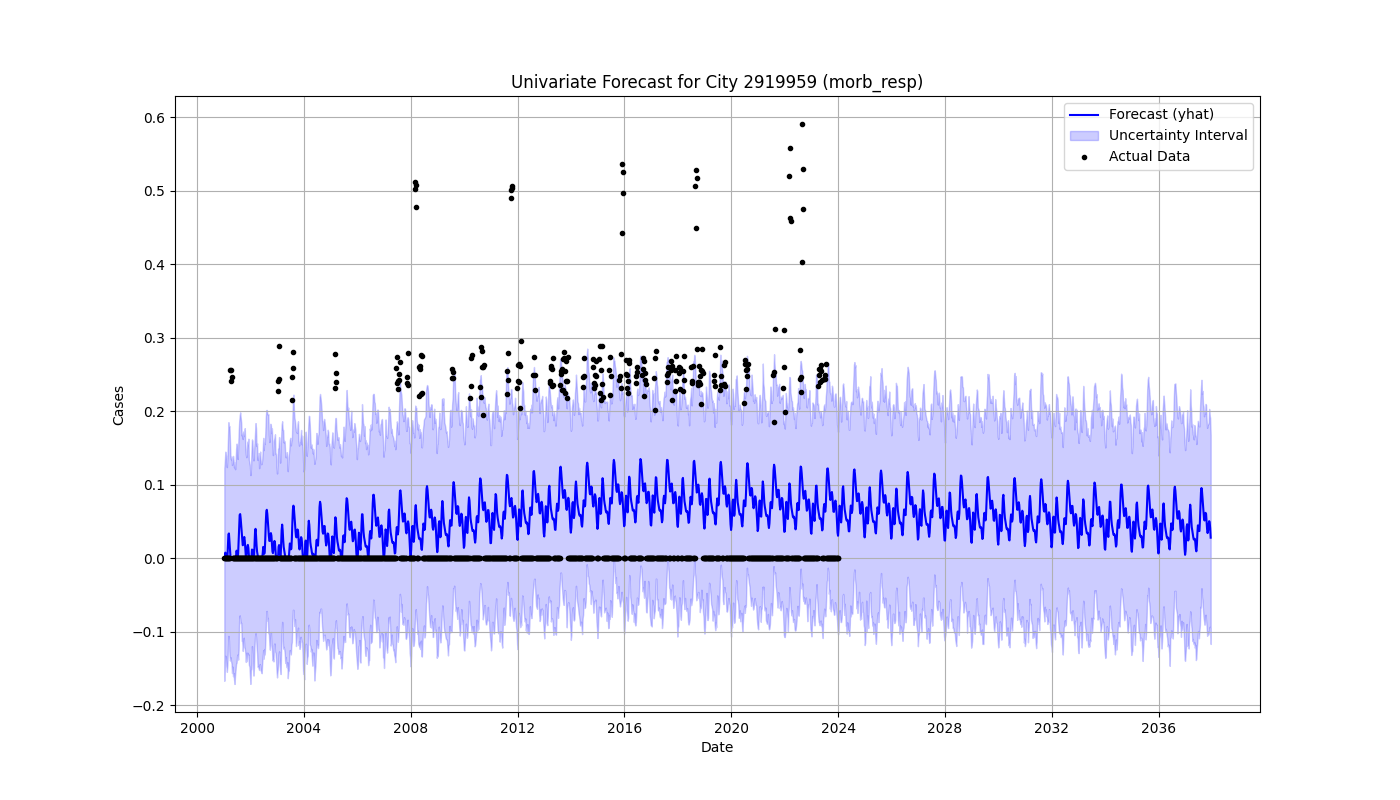 Univariate Forecast for City 2919959 (morb_resp)
Forecast (yhat)
Uncertainty Interval
Actual Data
Cases
0.6
0.5
0.4
0.3
0.2
0.1
0.0
−0.1
−0.2
2000 2004 2008 2012 2016 2020 2024 2028 2032 2036
Date